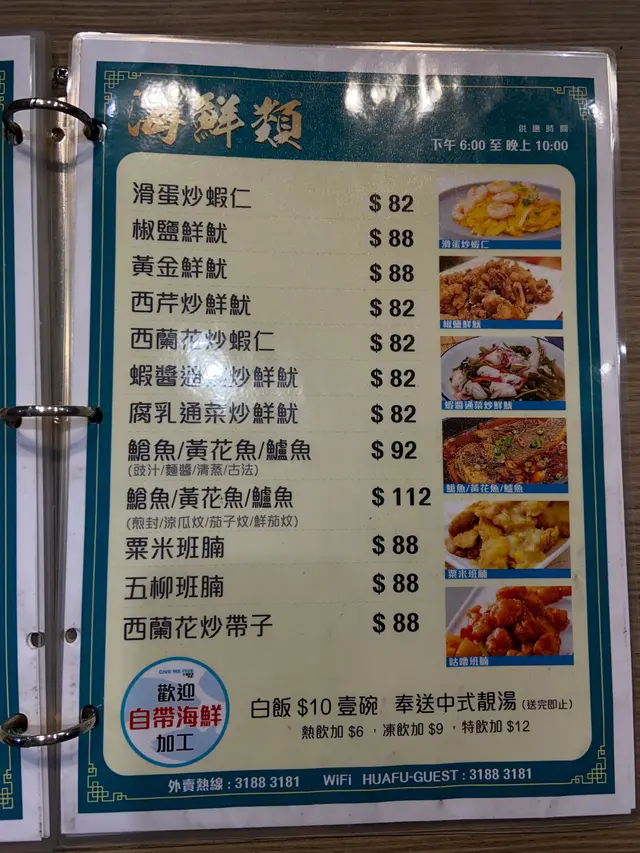 海鮮類
供應時間
下午 6:00 至 晚上 10:00
滑蛋炒蝦仁 $ 82
椒鹽鮮魷 $ 88
黃金鮮魷 $ 88
西芹炒鮮魷 $ 82
西蘭花炒蝦仁 $ 82
蝦醬通菜炒鮮魷 $ 82
腐乳通菜炒鮮魷 $ 82
鯧魚/黃花魚/鱸魚 $ 92
(豉汁/麵醬/清蒸/古法)
鯧魚/黃花魚/鱸魚 $ 112
(煎封/涼瓜炆/茄子炆/鮮茄炆)
粟米班腩 $ 88
五柳班腩 $ 88
西蘭花炒帶子 $ 88
滑蛋炒蝦仁
椒鹽鮮魷
蝦醬通菜炒鮮魷
鯧魚/黃花魚/鱸魚
粟米班腩
咕嚕班腩
GIVE ME FIVE
歡迎
自帶海鮮
加工
白飯 $10 壹碗 奉送中式靚湯 (送完即止)
熱飲加 $6 ，凍飲加 $9 ，特飲加 $12
外賣熱線 : 3188 3181 WiFi HUAFU-GUEST : 3188 3181